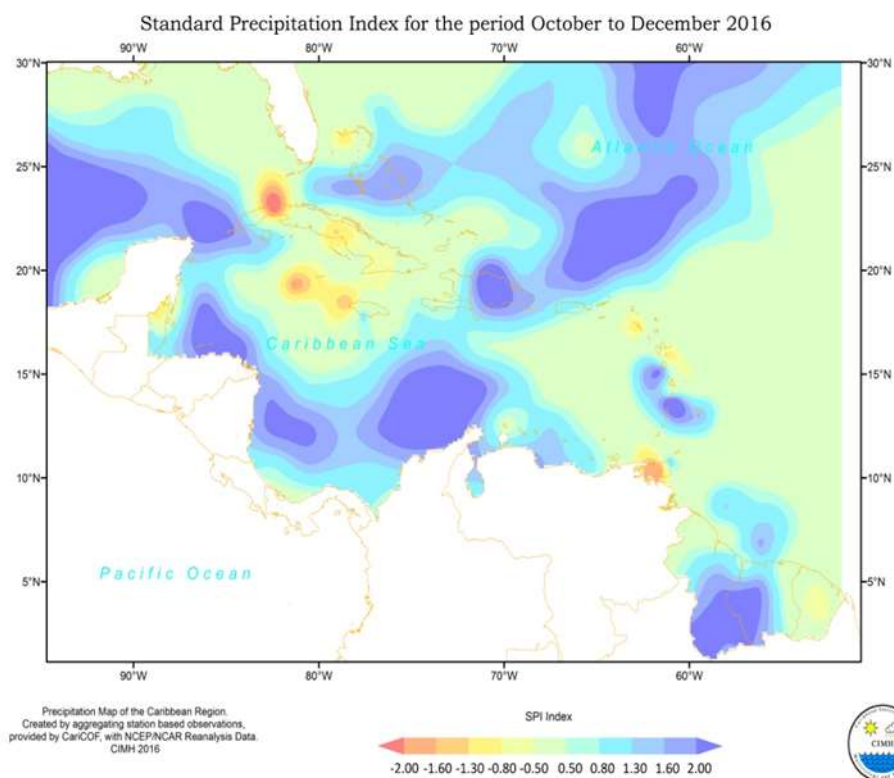 Standard Precipitation Index for the period October to December 2016
90°W 80°W 70°W 60°W
30°N 30°N
Atlantic Ocean
25°N 25°N
20°N 20°N
Caribbean Sea
15°N 15°N
10°N 10°N
Pacific Ocean
5°N 5°N
90°W 80°W 70°W 60°W
Precipitation Map of the Caribbean Region.
Created by aggregating station based observations,
provided by CariCOF, with NCEP/NCAR Reanalysis Data.
CIMH 2016
SPI Index
-2.00 -1.60 -1.30 -0.80 -0.50 0.50 0.80 1.30 1.60 2.00
CIMH